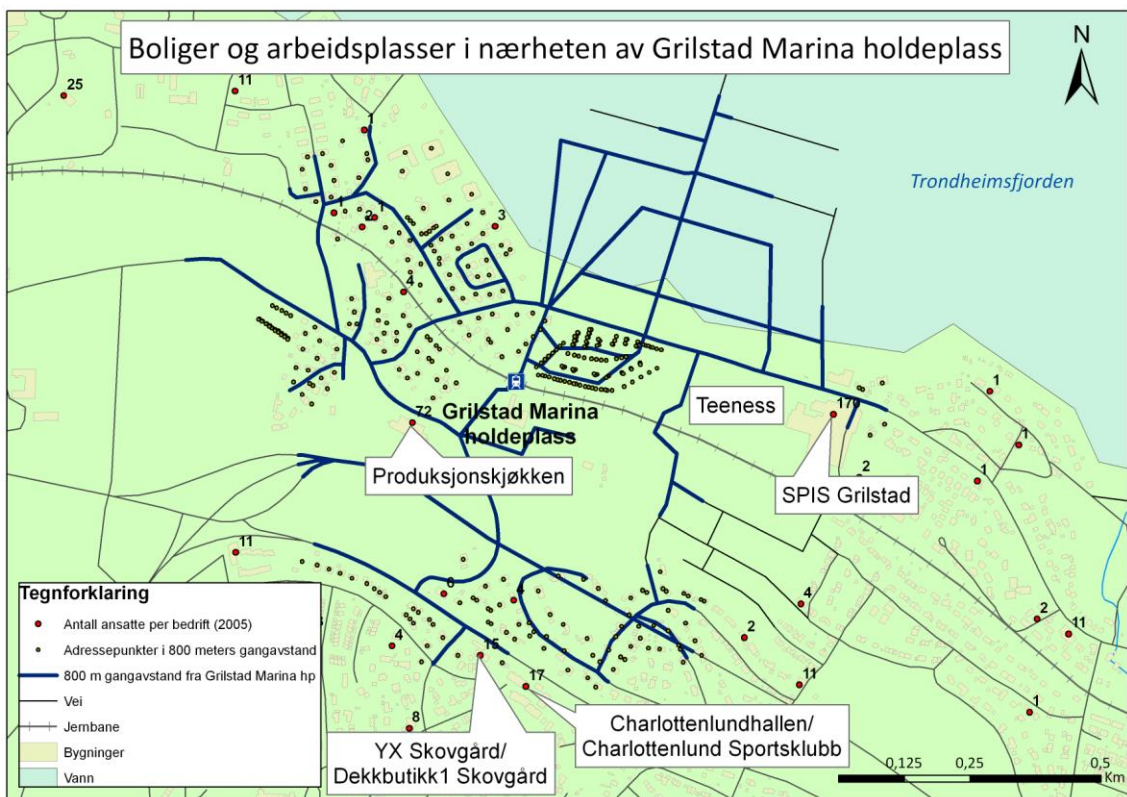 Boliger og arbeidsplasser i nærheten av Grilstad Marina holdeplass
N
25
11
1
Trondheimsfjorden
1
1
2
3
4
1
Teeness
72
Grilstad Marina
holdeplass
170
1
Produksjonskjøkken
2
1
SPIS Grilstad
11
6
4
4
2
11
4
2
15
17
11
1
8
Tegnforklaring
Antall ansatte per bedrift (2005)
Adressepunkter i 800 meters gangavstand
800 m gangavstand fra Grilstad Marina hp
Vei
Jernbane
Bygninger
Vann
YX Skovgård/
Dekkbutikk1 Skovgård
Charlottenlundhallen/
Charlottenlund Sportsklubb
0,125 0,25 0,5
Km